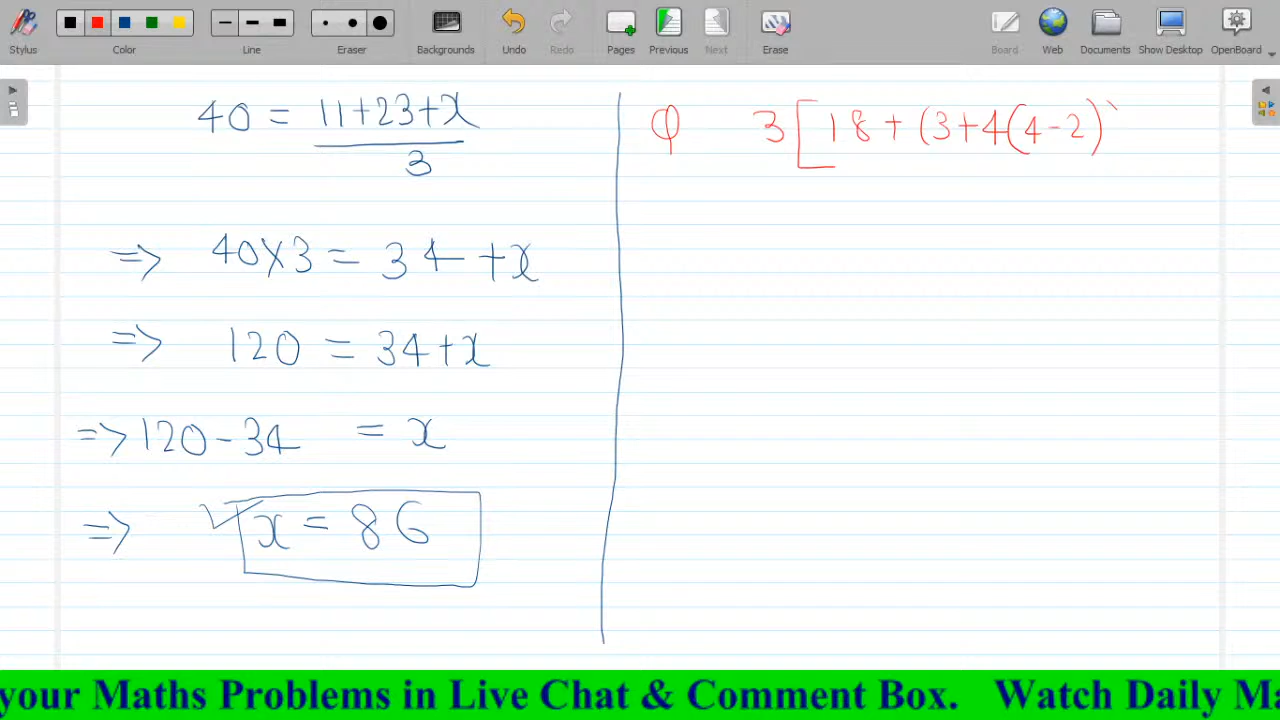 Stylus
Color
Line
Eraser
Backgrounds
Undo
Redo
Pages
Previous
Next
Erase
Board
Web
Documents
Show Desktop
OpenBoard
40 = 11+23+x
3
=> 40×3 = 34 +x
=> 120 = 34+x
=> 120-34 = x
=> x = 86
Q 3[18+(3+4(4-2)
your Maths Problems in Live Chat & Comment Box. Watch Daily Ma